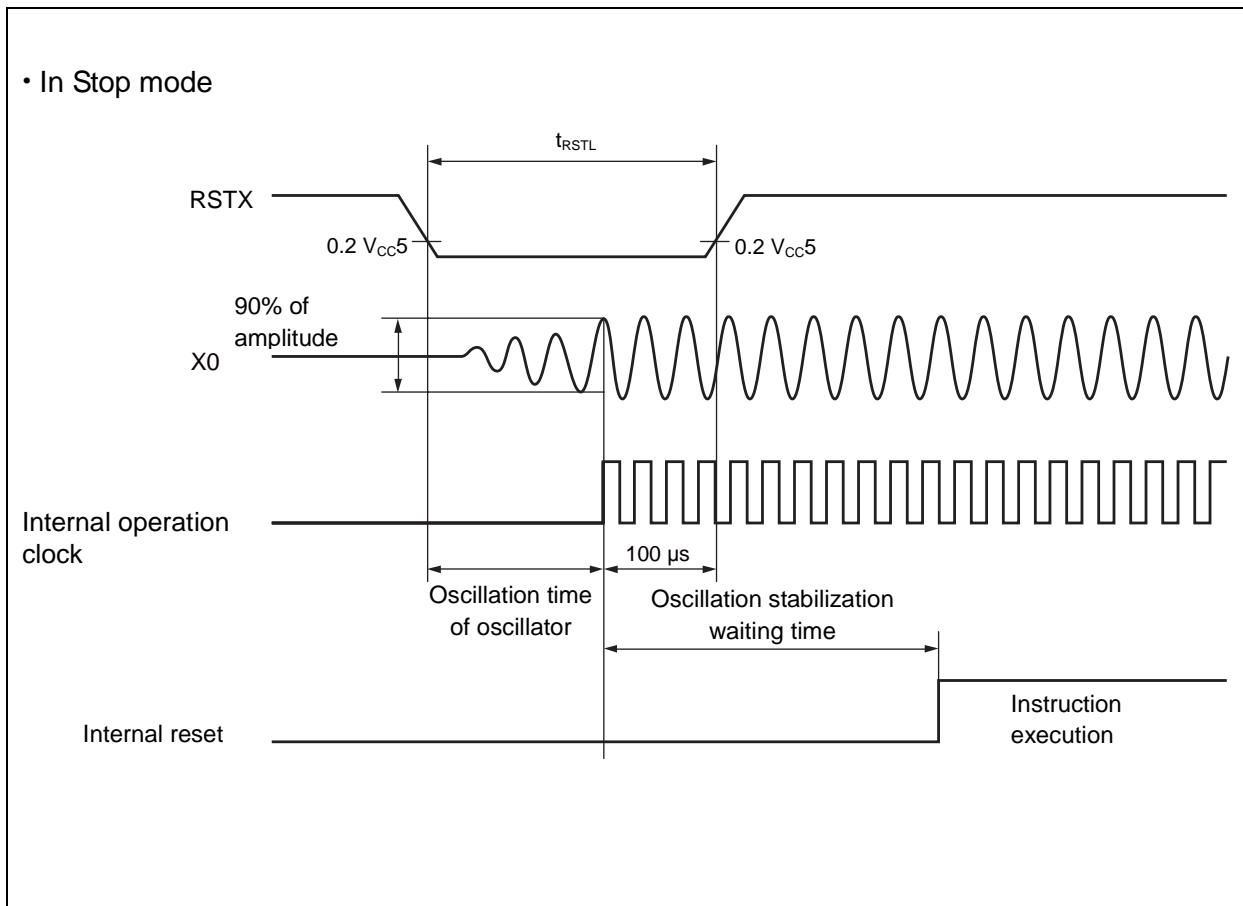 • In Stop mode
tRSTL
RSTX
0.2 VCC5
0.2 VCC5
90% of
amplitude
X0
Internal operation
clock
100 µs
Oscillation time
of oscillator
Oscillation stabilization
waiting time
Internal reset
Instruction
execution